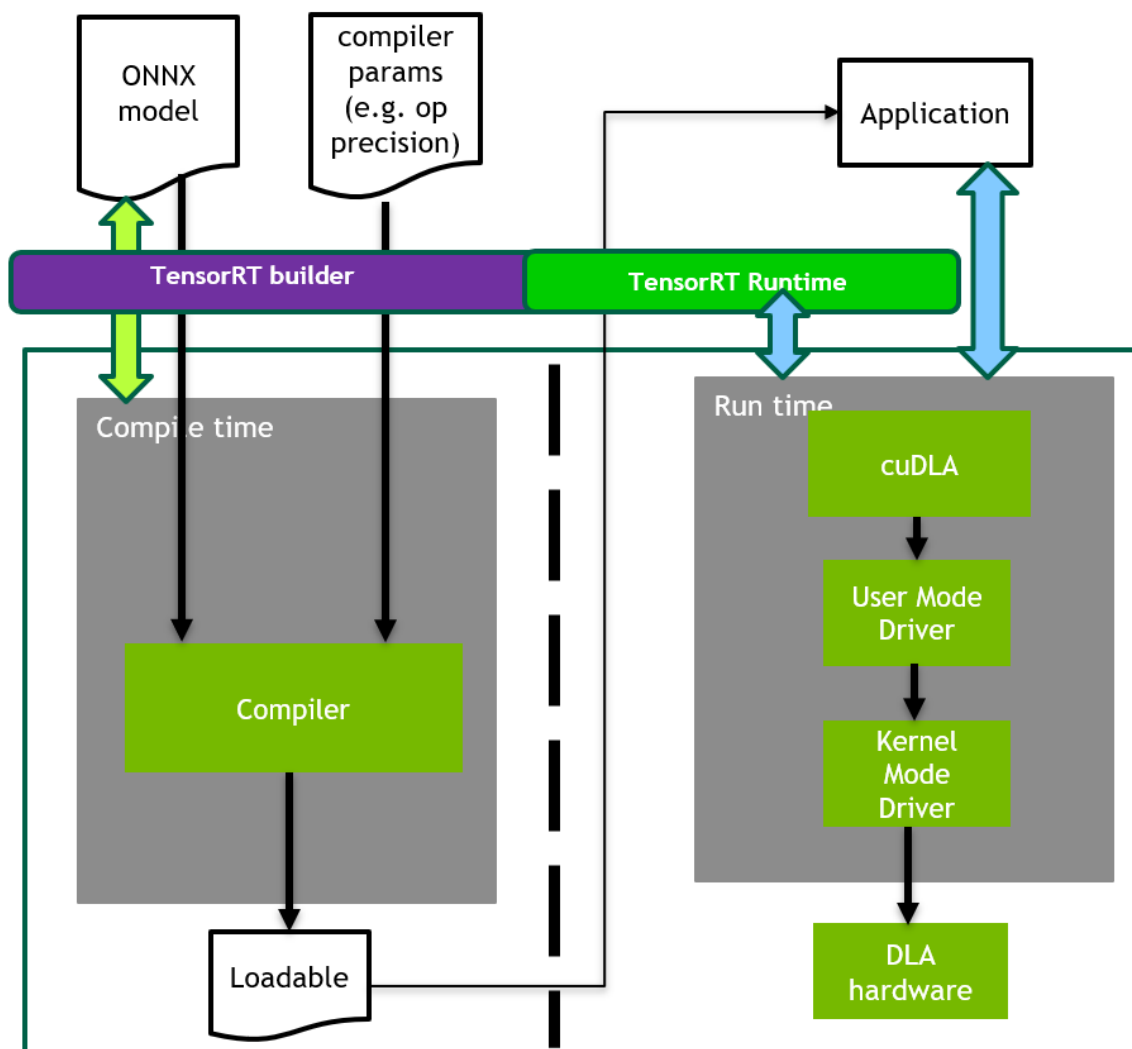 ONNX
model
compiler
params
(e.g. op
precision)
Application
TensorRT builder
TensorRT Runtime
Compile time
Run time
cuDLA
User Mode
Driver
Compiler
Kernel
Mode
Driver
Loadable
DLA
hardware